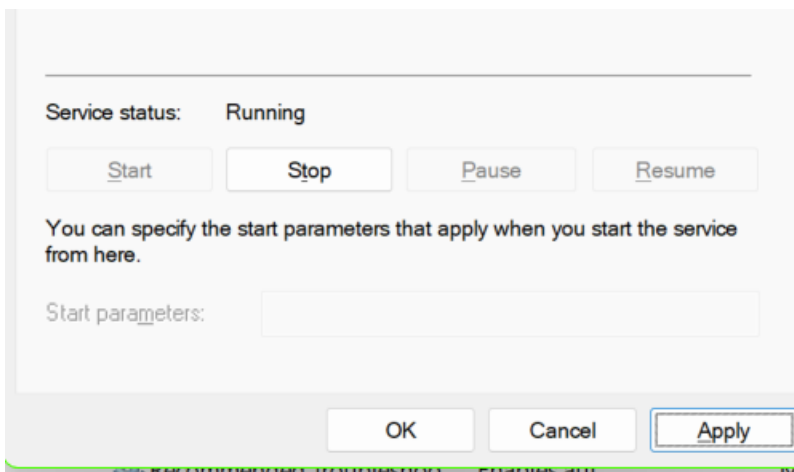 Service status: Running
Start Stop Pause Resume
You can specify the start parameters that apply when you start the service
from here.
Start parameters:
OK Cancel Apply